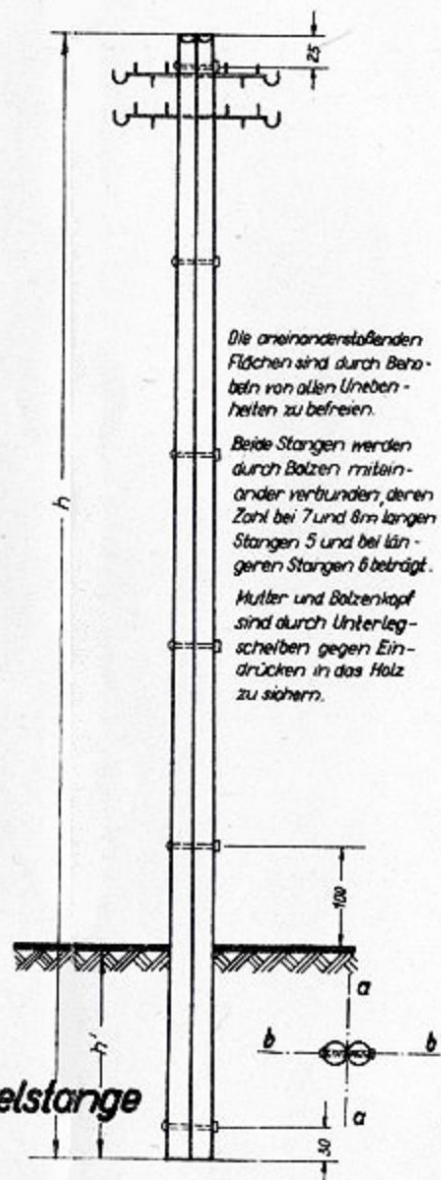 25
h
Die aneinanderstoßenden
Flächen sind durch Beho-
beln von allen Uneben-
heiten zu befreien.
Beide Stangen werden
durch Bolzen mitein-
ander verbunden, deren
Zahl bei 7 und 8m langen
Stangen 5 und bei län-
geren Stangen 6 beträgt.
Mutter und Bolzenkopf
sind durch Unterleg-
scheiben gegen Ein-
drücken in das Holz
zu sichern.
100
a
b b
h'
elstange
a
30